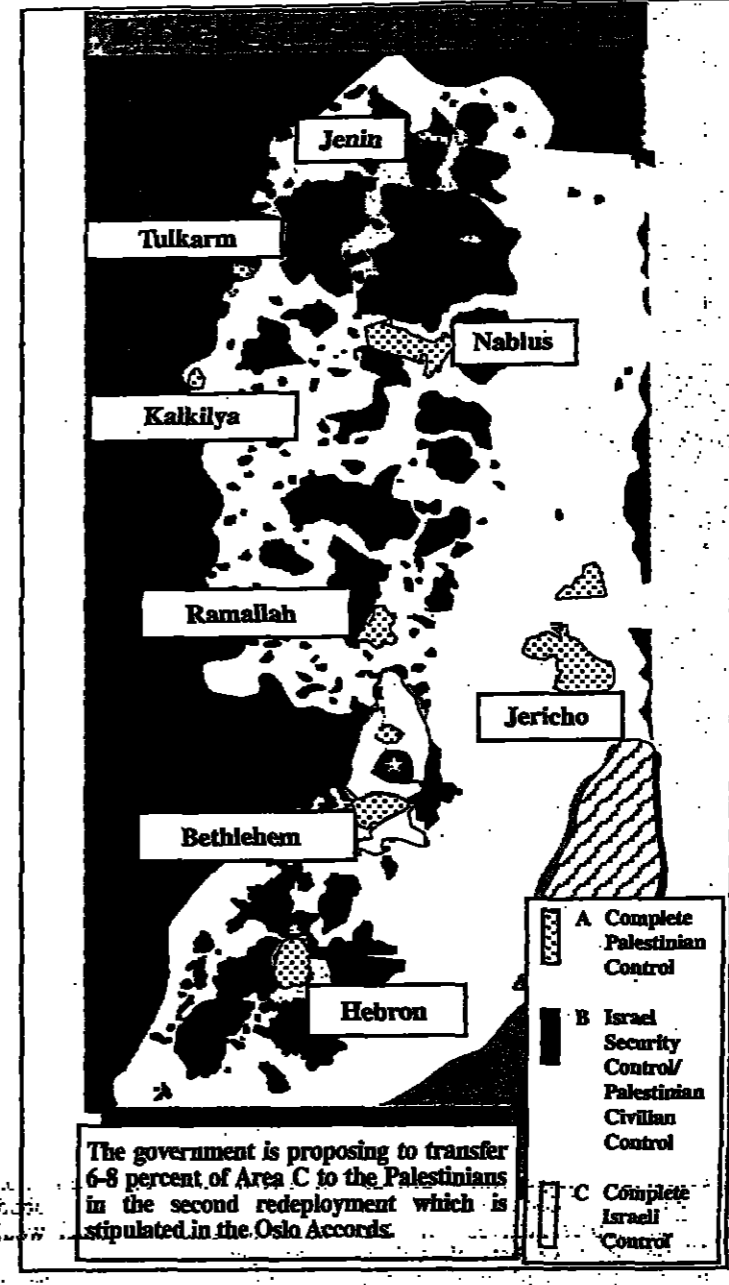 Jenin
Tulkarm
Nablus
Kalkilya
Ramallah
Jericho
Bethlehem
Hebron
A Complete
Palestinian
Control
B Israel
Security
Control/
Palestinian
Civilian
Control
C Complete
Israeli
Control
The government is proposing to transfer
6-8 percent of Area C to the Palestinians
in the second redeployment which is
stipulated in the Oslo Accords.